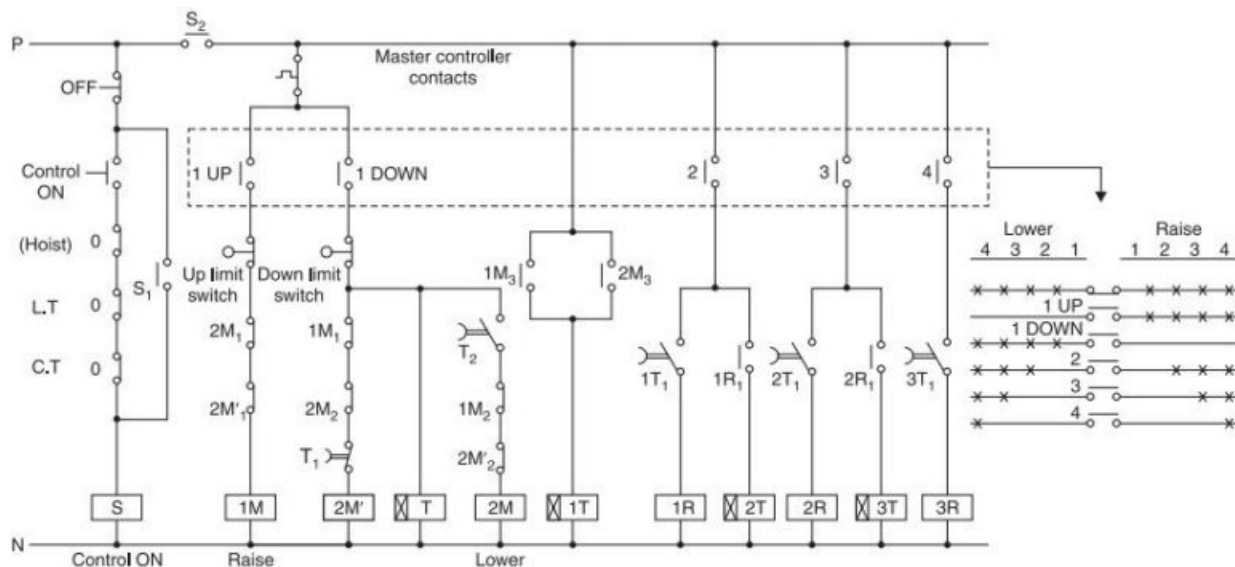 S₂
P
Master controller
contacts
OFF
Control
ON
1 UP
1 DOWN
2
3
4
Lower
Raise
4 3 2 1
1 2 3 4
(Hoist) 0
S₁
Up limit
switch
Down limit
switch
1M₃
2M₃
1 UP
1 DOWN
2
3
4
L.T 0
2M₁
1M₁
T₂
1T₁
1R₁
2T₁
2R₁
3T₁
C.T 0
2M'₁
2M₂
1M₂
T₁
2M'₂
S
1M
2M'
T
2M
1T
1R
2T
2R
3T
3R
N
Control ON
Raise
Lower